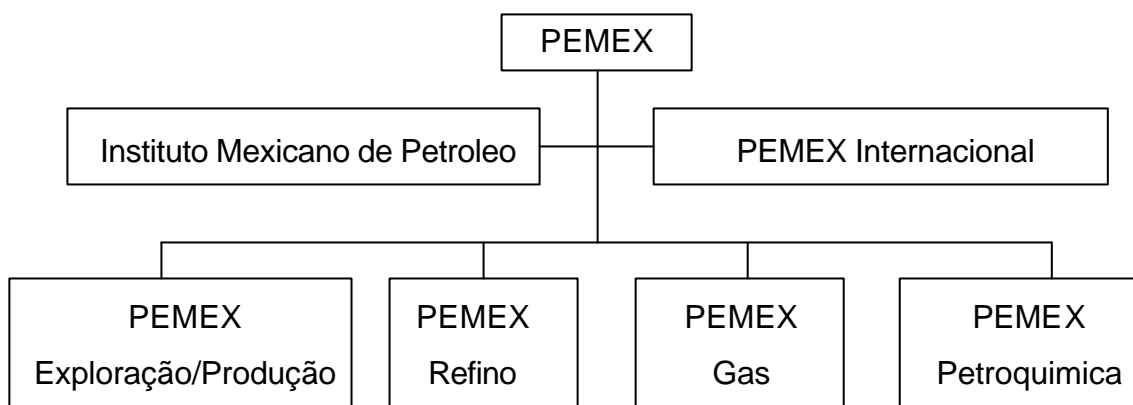 PEMEX
Instituto Mexicano de Petroleo
PEMEX Internacional
PEMEX
Exploração/Produção
PEMEX
Refino
PEMEX
Gas
PEMEX
Petroquimica